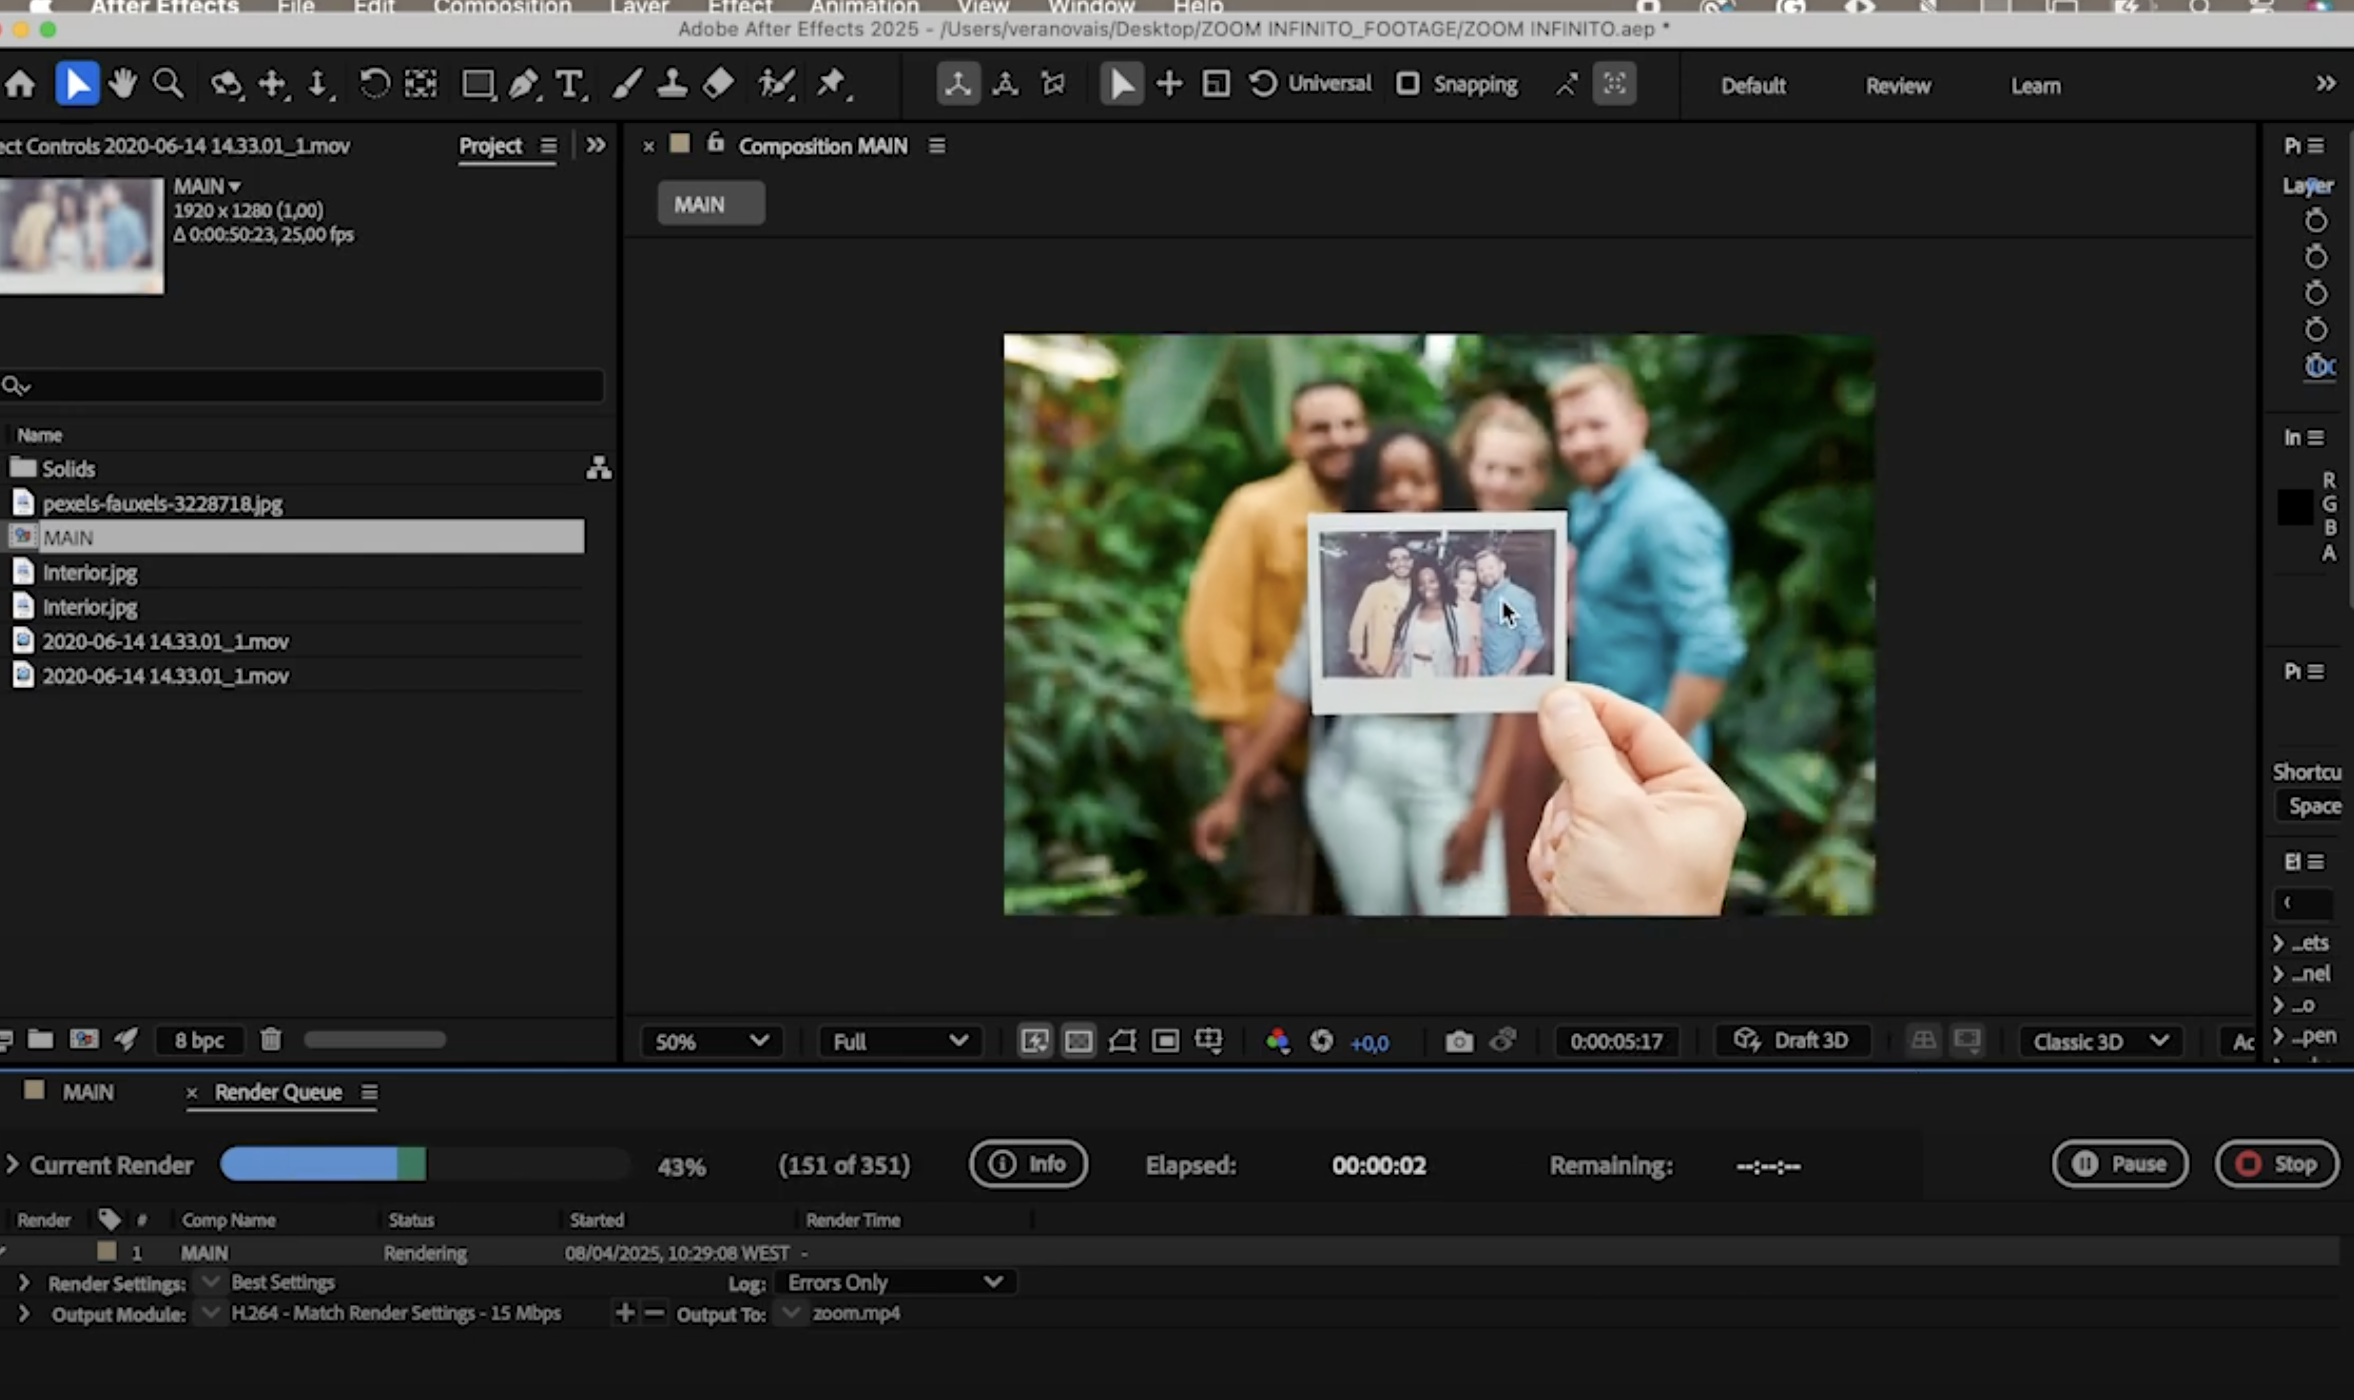 After Effects File Edit Composition Layer Effect Animation View Window Help
Adobe After Effects 2025 - /Users/veranovais/Desktop/ZOOM INFINITO_FOOTAGE/ZOOM INFINITO.aep *
Universal Snapping Default Review Learn
ect Controls 2020-06-14 14.33.01_1.mov Project
Composition MAIN
MAIN
1920 x 1280 (1,00)
Δ 0:00:50:23, 25,00 fps
MAIN
Layer
Name
Solids
pexels-fauxels-3228718.jpg
MAIN
Interior.jpg
Interior.jpg
2020-06-14 14.33.01_1.mov
2020-06-14 14.33.01_1.mov
In
R
G
B
A
Shortcu
Space
...ets
...nel
...o
...pen
8 bpc
50% Full +0,0 0:00:05:17 Draft 3D Classic 3D Ac
MAIN Render Queue
Current Render 43% (151 of 351) Info Elapsed: 00:00:02 Remaining: --:--:-- Pause Stop
Render # Comp Name Status Started Render Time
1 MAIN Rendering 08/04/2025, 10:29:08 WEST -
Render Settings: Best Settings Log: Errors Only
Output Module: H.264 - Match Render Settings - 15 Mbps + − Output To: zoom.mp4